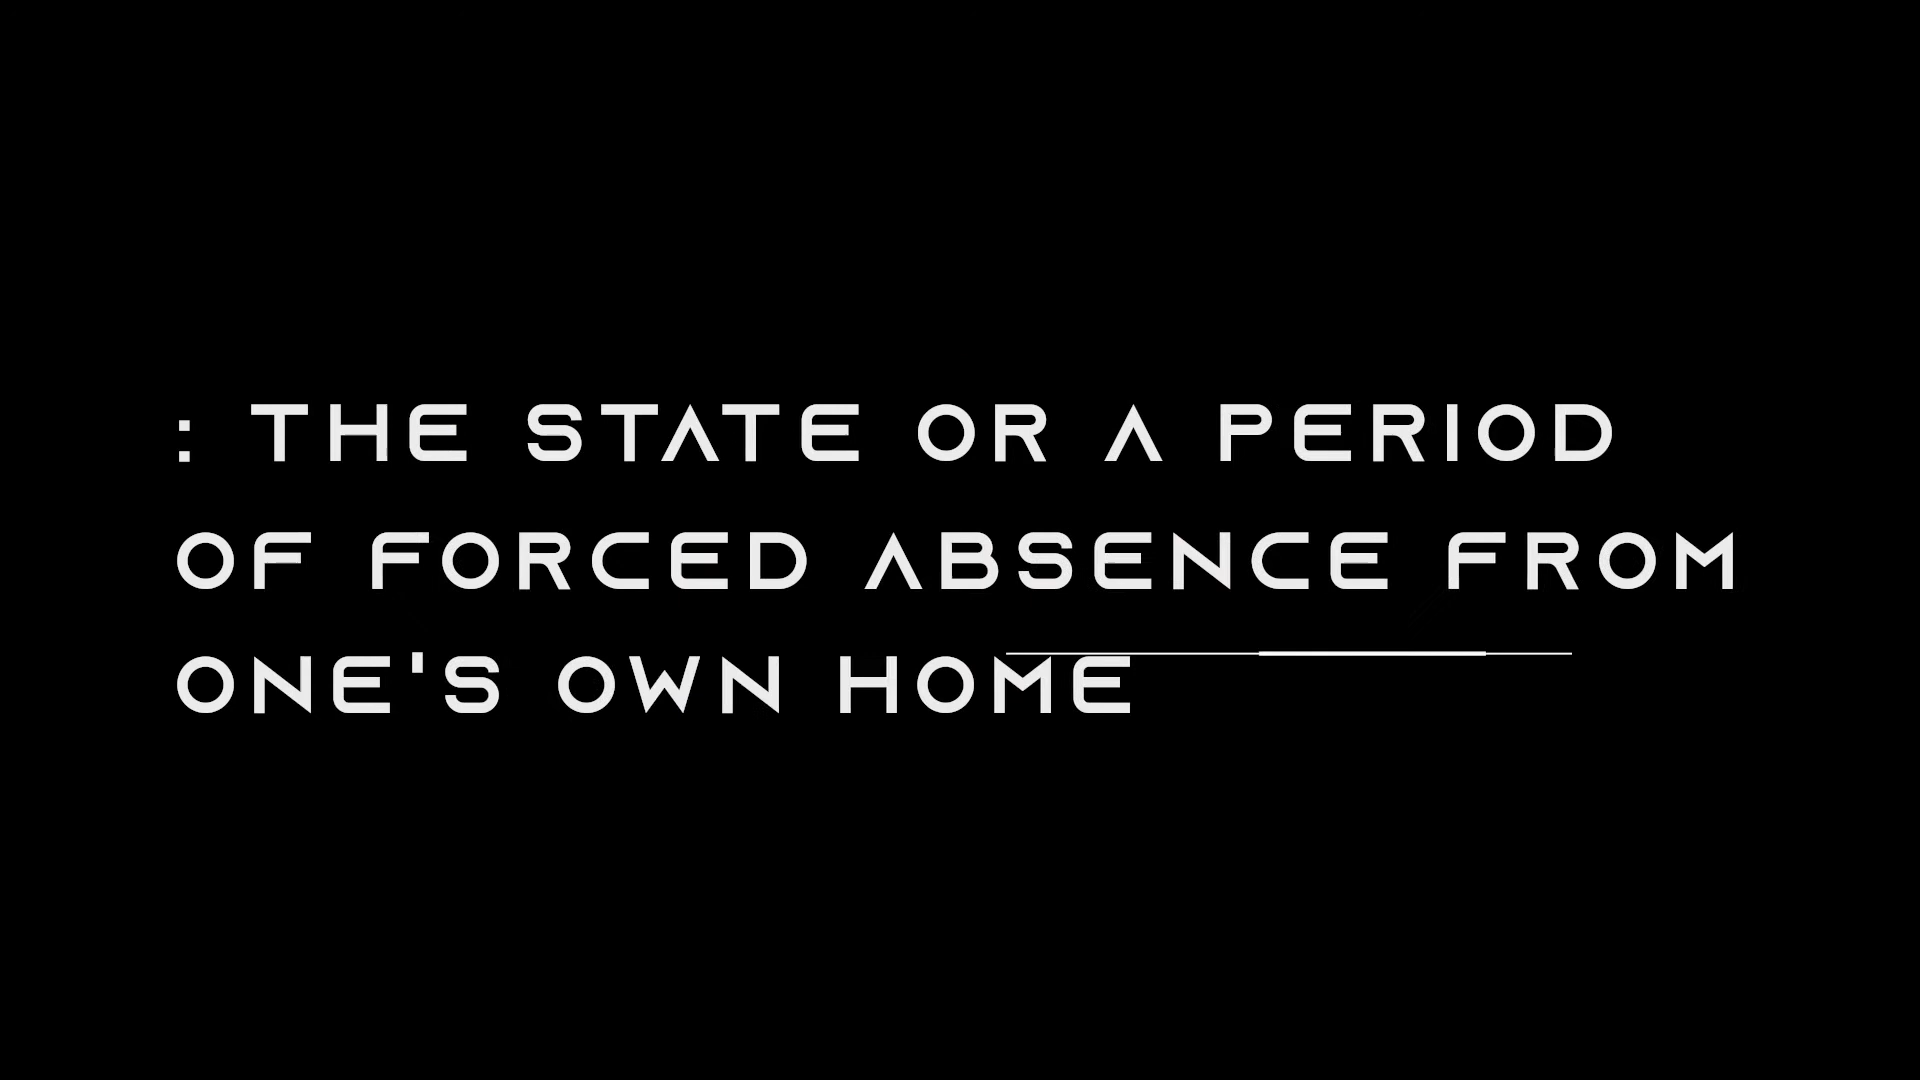 : THE STATE OR A PERIOD
OF FORCED ABSENCE FROM
ONE'S OWN HOME